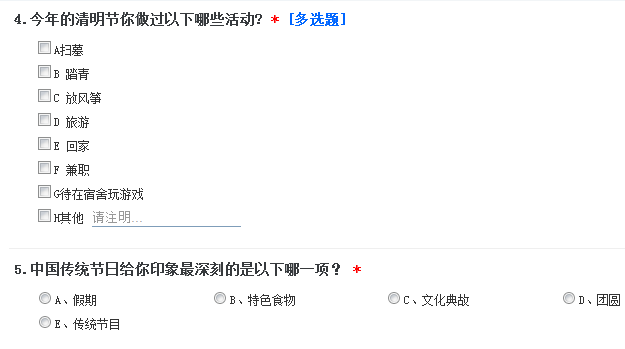 4.今年的清明节你做过以下哪些活动? * [多选题]
A扫墓
B 踏青
C 放风筝
D 旅游
E 回家
F 兼职
G待在宿舍玩游戏
H其他 请注明...
5.中国传统节日给你印象最深刻的是以下哪一项？ *
A、假期 B、特色食物 C、文化典故 D、团圆
E、传统节目